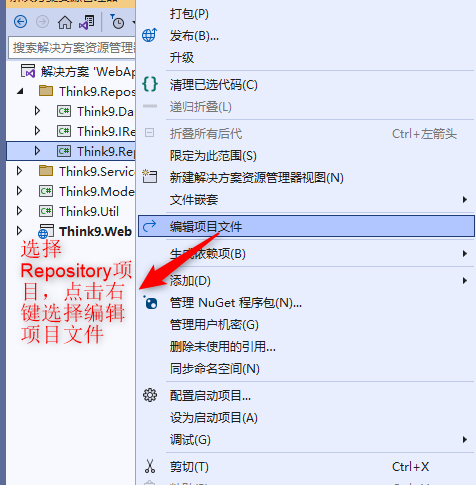 打包(P)
发布(B)...
升级
搜索解决方案资源管理器
清理已选代码(C)
递归折叠(L)
解决方案 'WebAp
Think9.Repos
折叠所有后代 Ctrl+左箭头
Think9.Da
限定为此范围(S)
Think9.IRe
Think9.Rep
新建解决方案资源管理器视图(N)
Think9.Service
文件嵌套
Think9.Mode
Think9.Util
编辑项目文件
Think9.Web
选择
Repository项
目，点击右
键选择编辑
项目文件
生成依赖项(B)
添加(D)
管理 NuGet 程序包(N)...
管理用户机密(G)
删除未使用的引用...
同步命名空间(N)
配置启动项目...
设为启动项目(A)
调试(G)
剪切(T) Ctrl+X